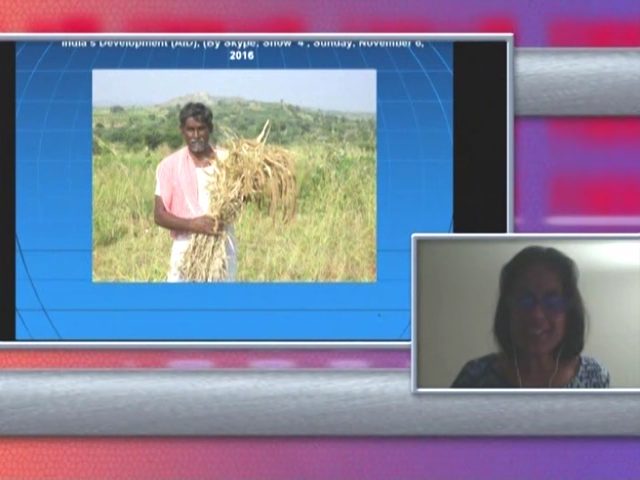 India's Development (AID), (By Skype, Show 4 , Sunday, November 6,
2016